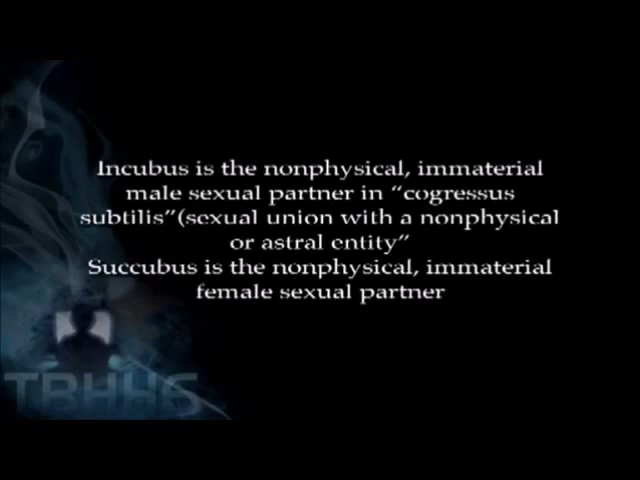 Incubus is the nonphysical, immaterial
male sexual partner in “cogressus
subtilis”(sexual union with a nonphysical
or astral entity”
Succubus is the nonphysical, immaterial
female sexual partner
TBHH6